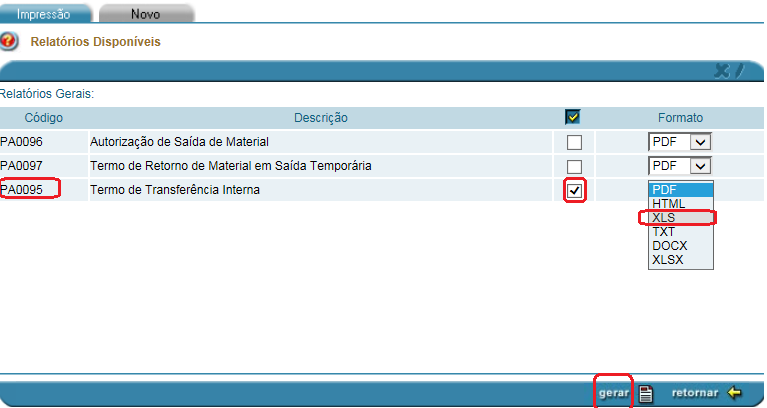 Impressão Novo
Relatórios Disponíveis
Relatórios Gerais:
Código Descrição Formato
PA0096 Autorização de Saída de Material PDF
PA0097 Termo de Retorno de Material em Saída Temporária PDF
PA0095 Termo de Transferência Interna PDF
HTML
XLS
TXT
DOCX
XLSX
gerar retornar